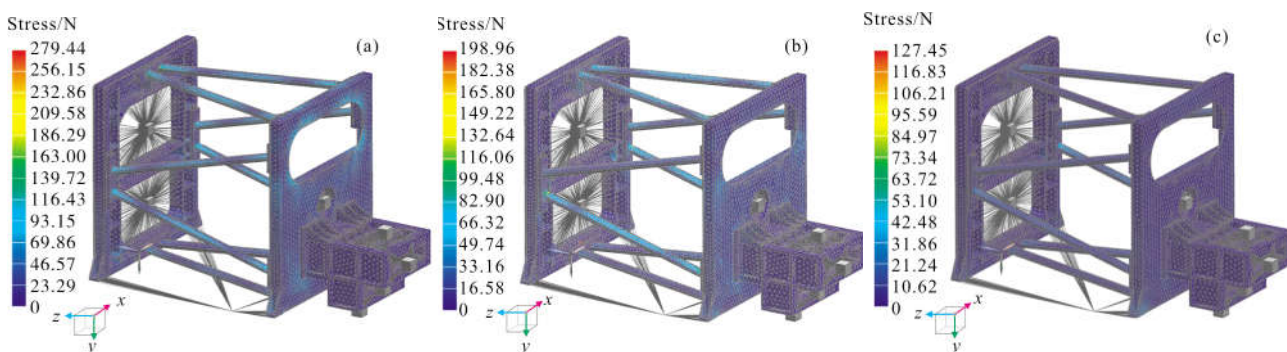 Stress/N
279.44
256.15
232.86
209.58
186.29
163.00
139.72
116.43
93.15
69.86
46.57
23.29
0
(a)
x
z
y
Stress/N
198.96
182.38
165.80
149.22
132.64
116.06
99.48
82.90
66.32
49.74
33.16
16.58
0
(b)
x
z
y
Stress/N
127.45
116.83
106.21
95.59
84.97
73.34
63.72
53.10
42.48
31.86
21.24
10.62
0
(c)
x
z
y